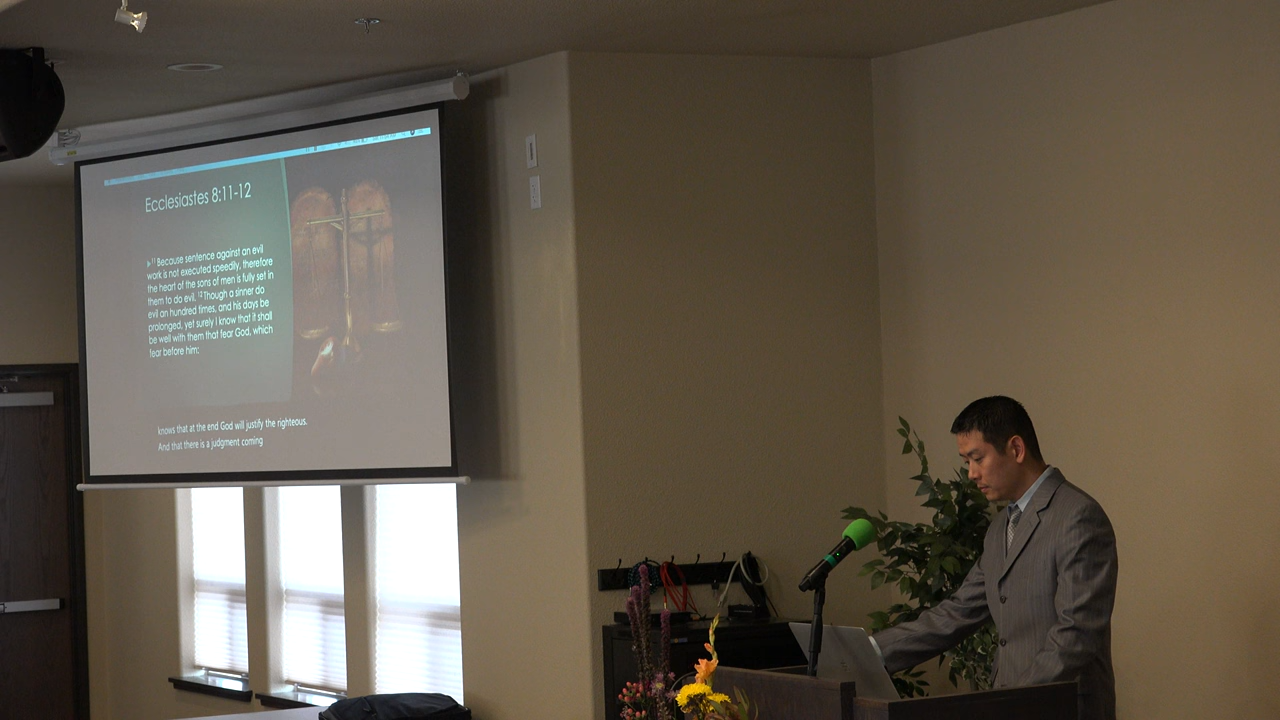 Ecclesiastes 8:11-12
11 Because sentence against an evil
work is not executed speedily, therefore
the heart of the sons of men is fully set in
them to do evil. 12 Though a sinner do
evil an hundred times, and his days be
prolonged, yet surely I know that it shall
be well with them that fear God, which
fear before him:
knows that at the end God will justify the righteous.
And that there is a judgment coming